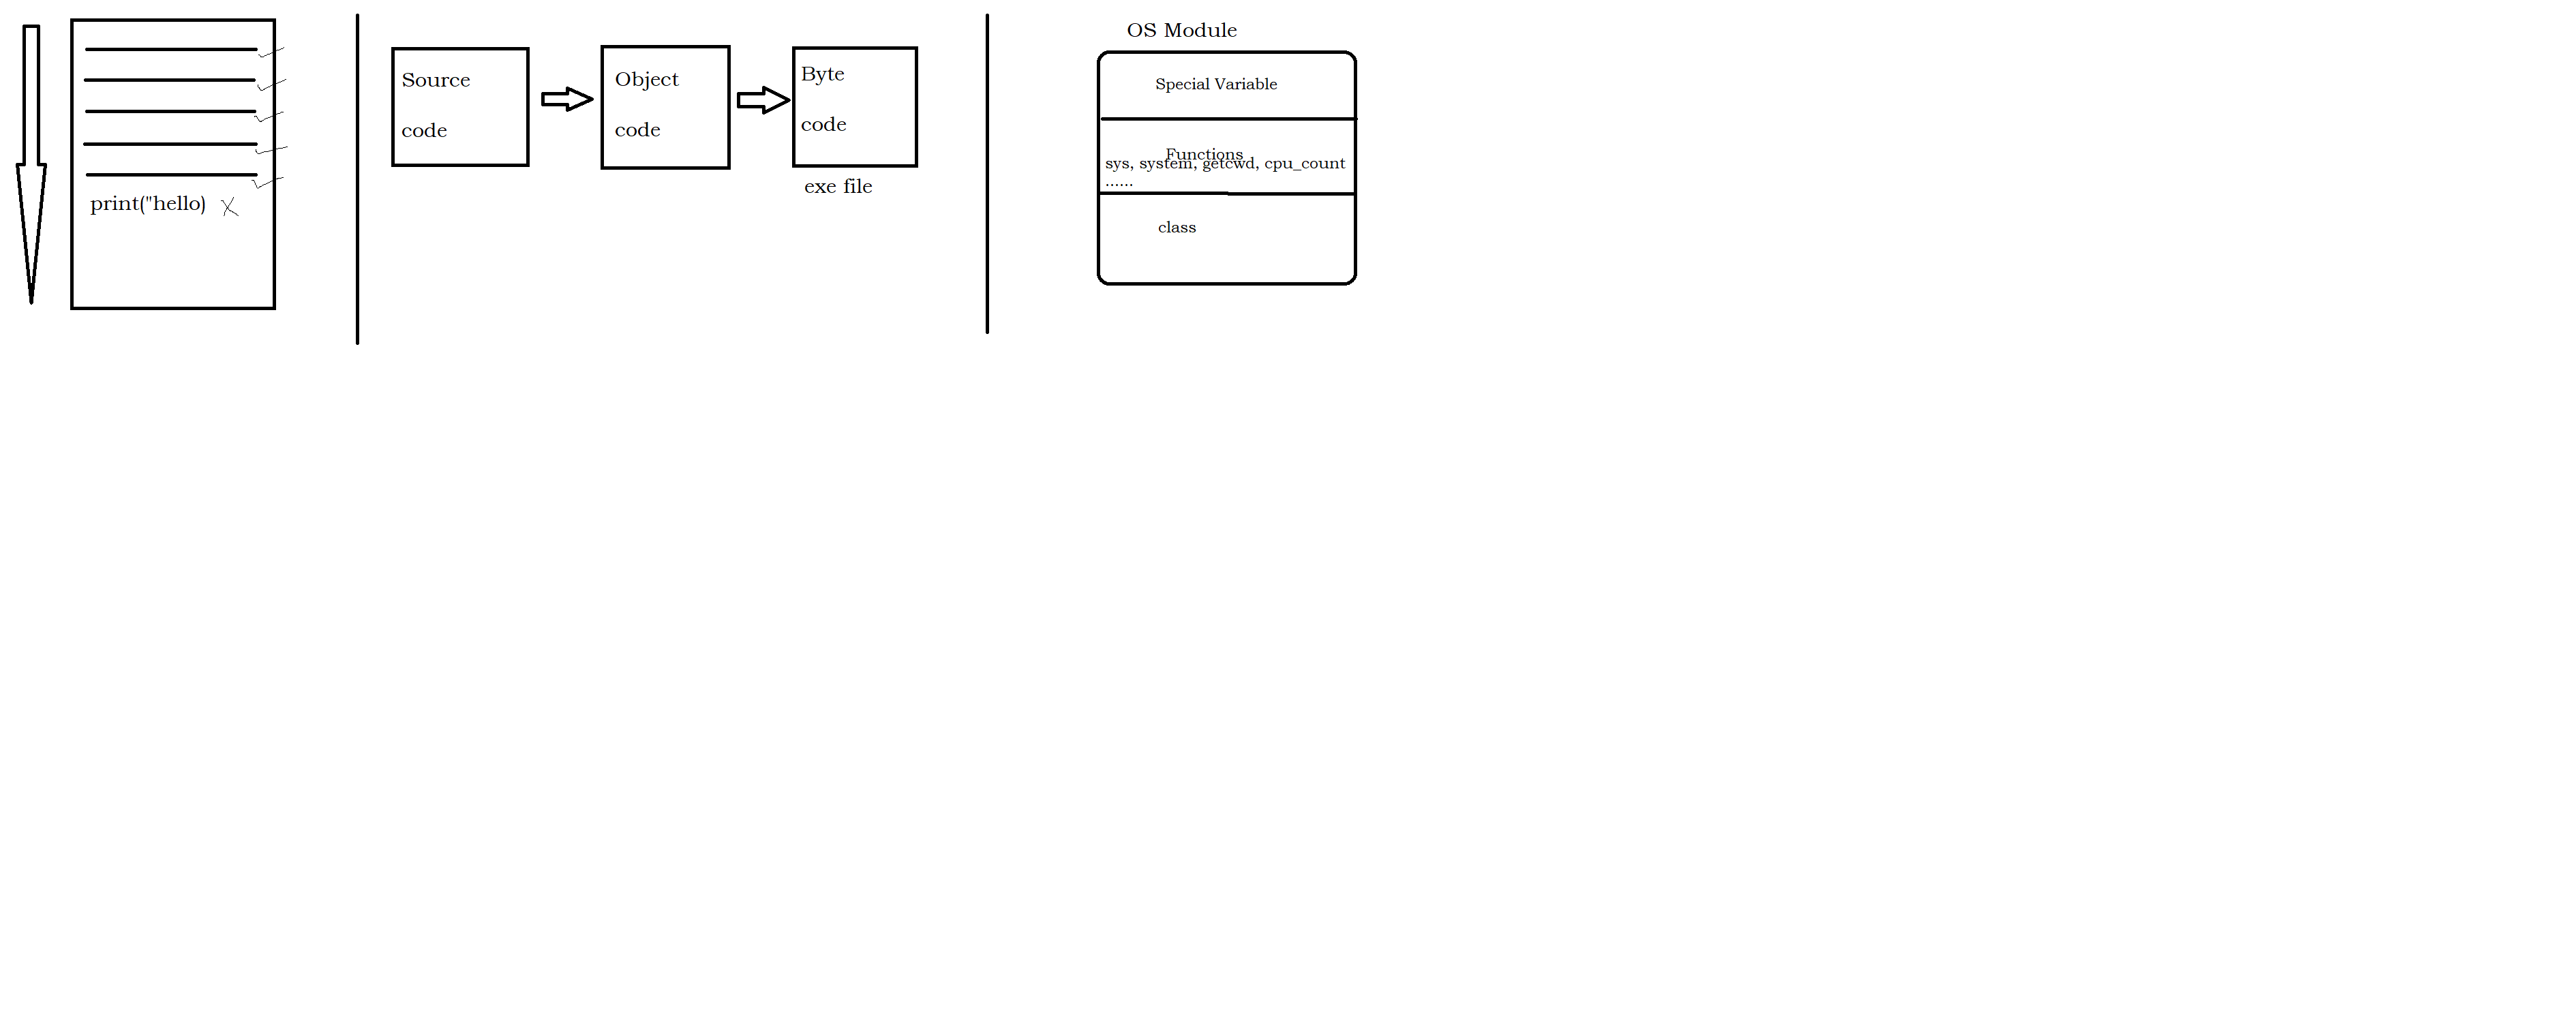 print("hello)
Source
code
Object
code
Byte
code
exe file
OS Module
Special Variable
Functions
sys, system, getcwd, cpu_count
......
class